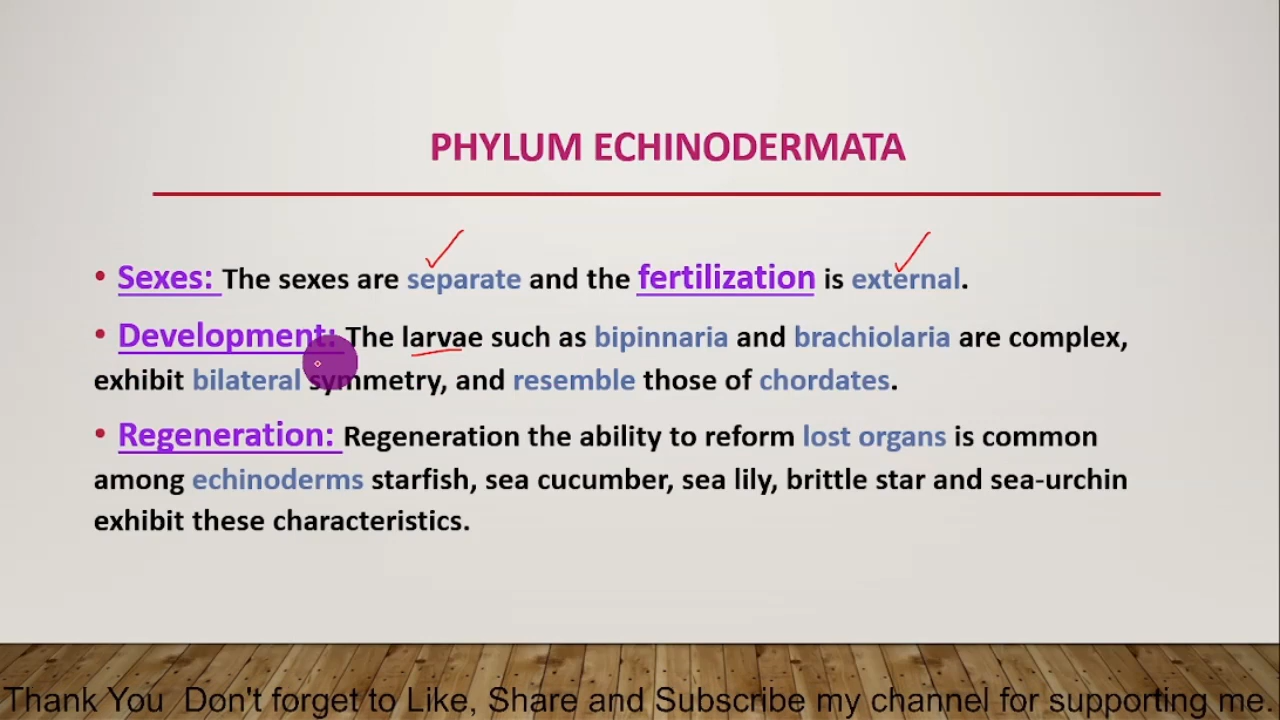 PHYLUM ECHINODERMATA
• Sexes: The sexes are separate and the fertilization is external.
• Development: The larvae such as bipinnaria and brachiolaria are complex,
exhibit bilateral symmetry, and resemble those of chordates.
• Regeneration: Regeneration the ability to reform lost organs is common
among echinoderms starfish, sea cucumber, sea lily, brittle star and sea-urchin
exhibit these characteristics.
Thank You Don't forget to Like, Share and Subscribe my channel for supporting me.